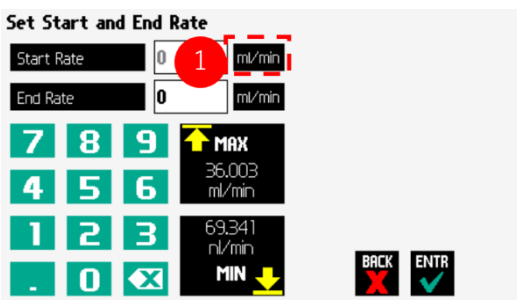 Set Start and End Rate
Start Rate 0 1 ml/min
End Rate 0 ml/min
7 8 9 MAX
36.003
ml/min
4 5 6
1 2 3 69.341
nl/min
. 0 MIN
BACK ENTR